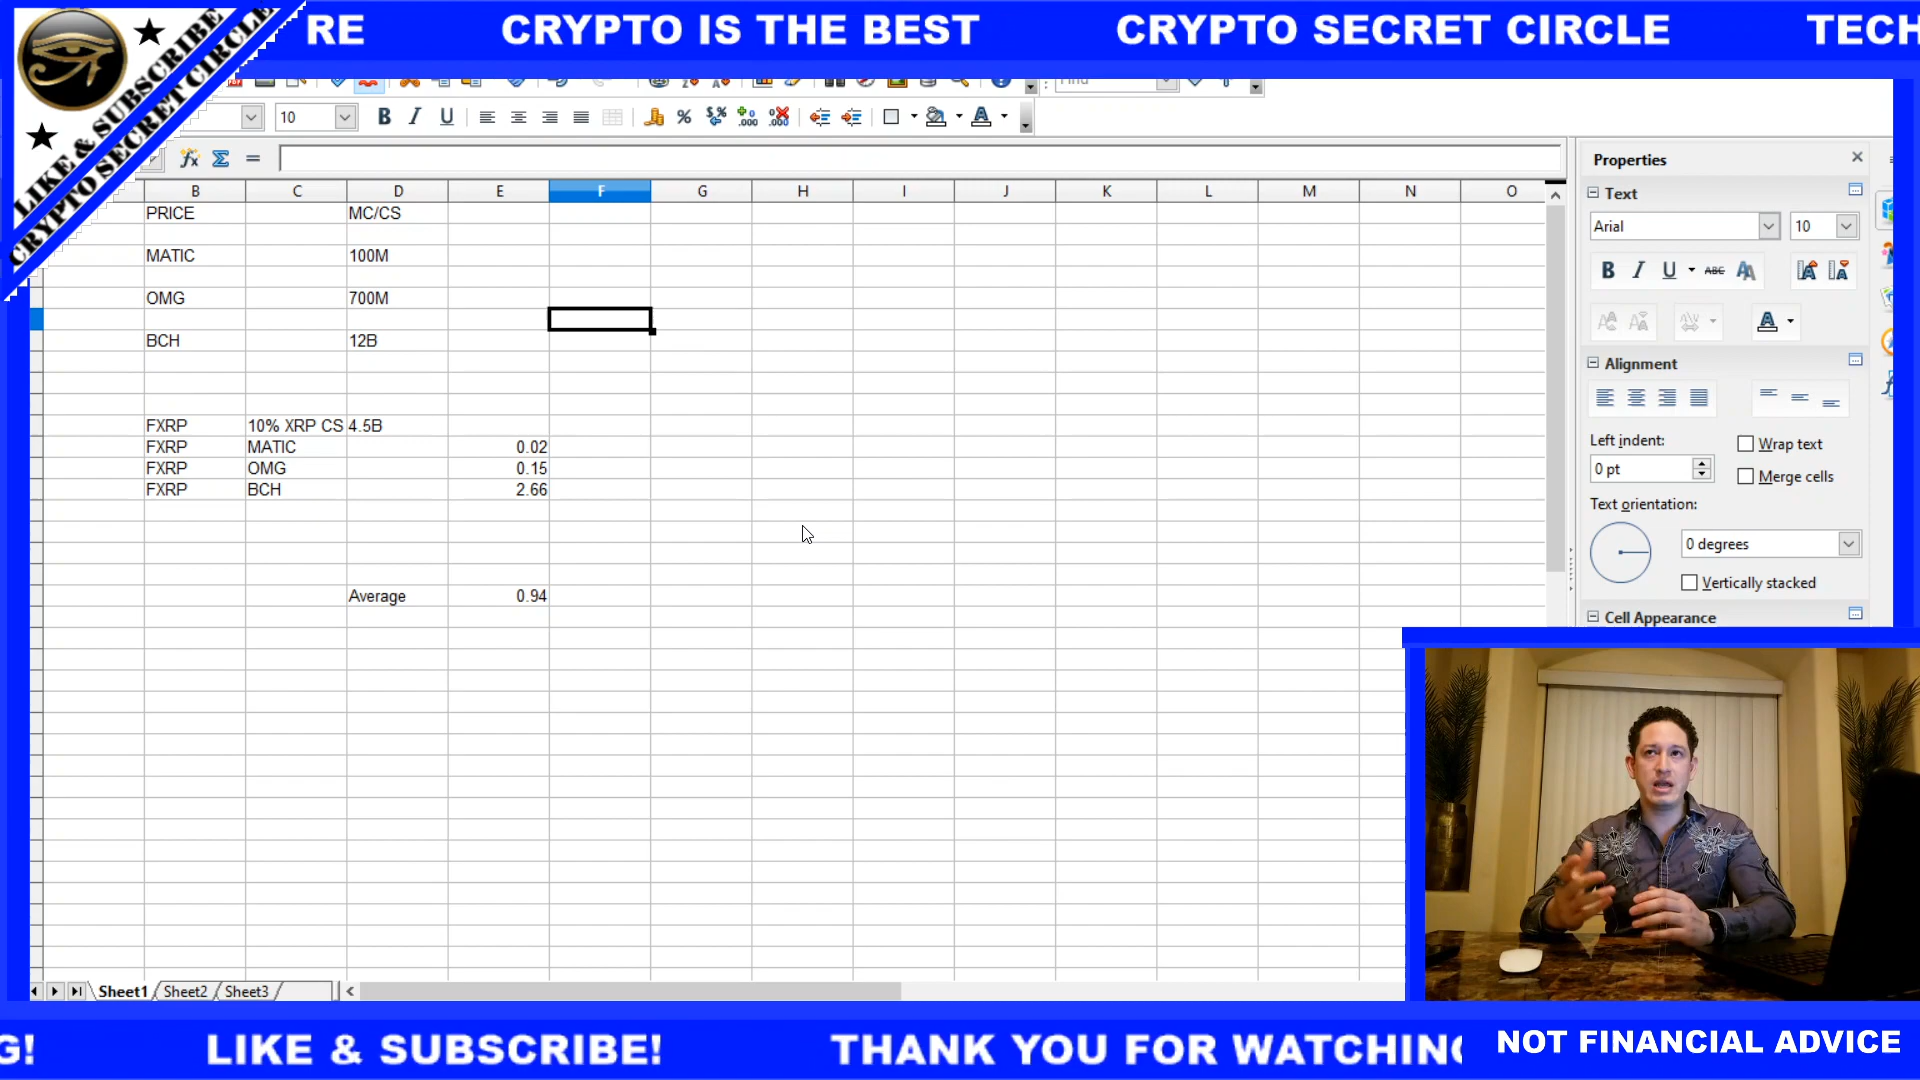 RE CRYPTO IS THE BEST CRYPTO SECRET CIRCLE TECH
LIKE & SUBSCRIBE
CRYPTO SECRET CIRCLE
Find
10
B I U
Properties
Text
Arial 10
B I U ABC
Alignment
Left indent:
0 pt
Wrap text
Merge cells
Text orientation:
0 degrees
Vertically stacked
Cell Appearance
B C D E F G H I J K L M N O
PRICE MC/CS
MATIC 100M
OMG 700M
BCH 12B
FXRP 10% XRP CS 4.5B
FXRP MATIC 0.02
FXRP OMG 0.15
FXRP BCH 2.66
Average 0.94
Sheet1 Sheet2 Sheet3
G! LIKE & SUBSCRIBE! THANK YOU FOR WATCHING
NOT FINANCIAL ADVICE